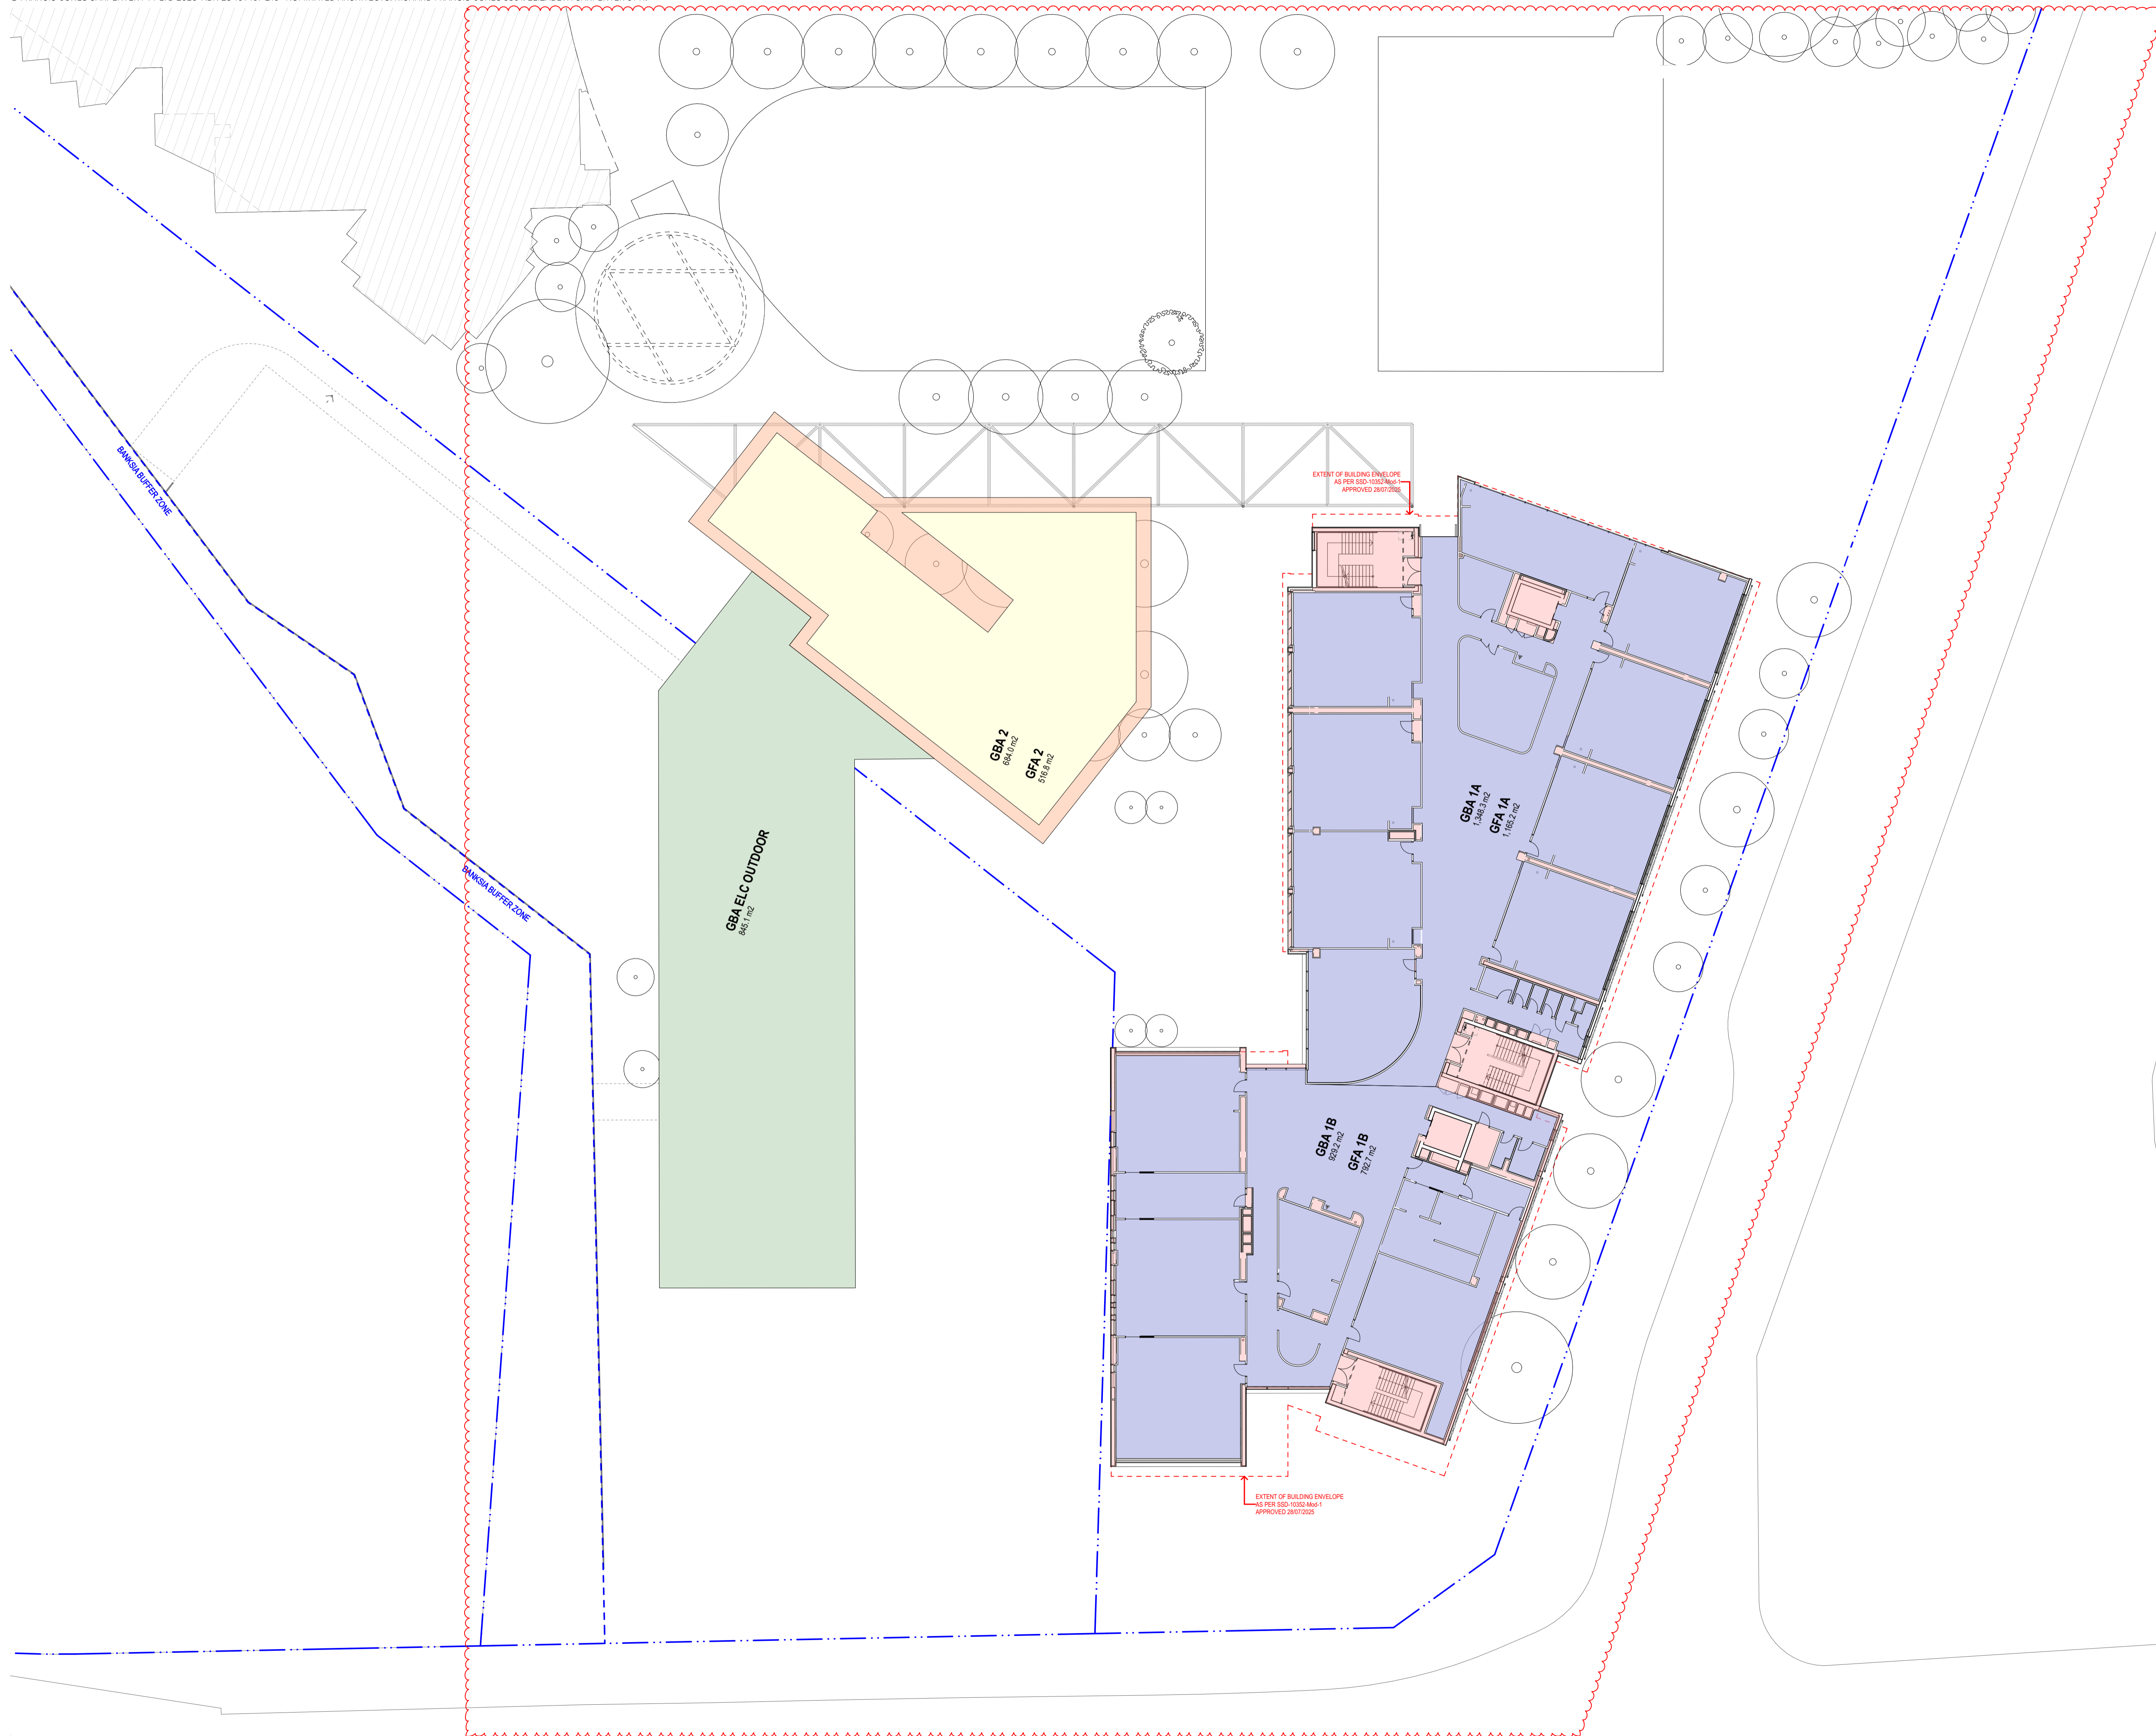 EXTENT OF BUILDING ENVELOPE
AS PER SSD-10352-Mod-1
APPROVED 28/07/2025
BANKSIA BUFFER ZONE
GBA 2
684.0 m2
GFA 2
516.8 m2
GBA 1A
1,348.3 m2
GFA 1A
1,165.2 m2
GBA ELC OUTDOOR
845.1 m2
BANKSIA BUFFER ZONE
GBA 1B
929.2 m2
GFA 1B
792.7 m2
EXTENT OF BUILDING ENVELOPE
AS PER SSD-10352-Mod-1
APPROVED 28/07/2025